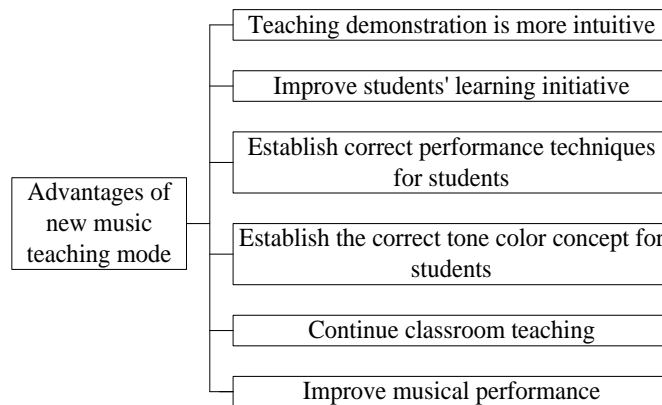 Teaching demonstration is more intuitive
Improve students' learning initiative
Establish correct performance techniques
for students
Advantages of
new music
teaching mode
Establish the correct tone color concept for
students
Continue classroom teaching
Improve musical performance